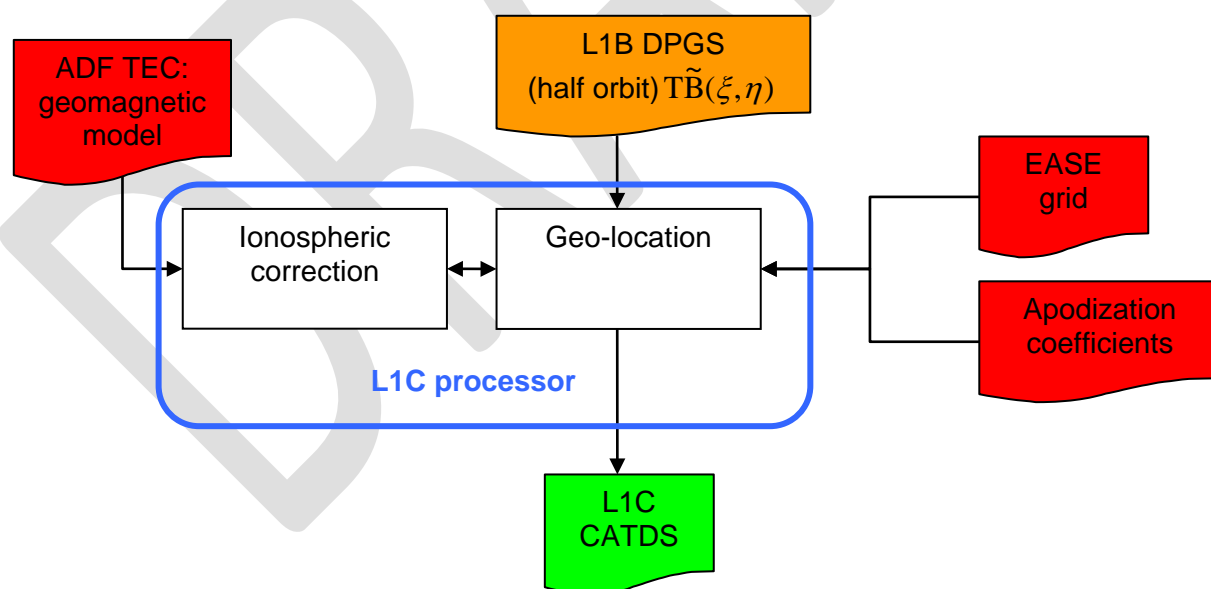 ADF TEC:
geomagnetic
model
L1B DPGS
(half orbit) TB̃(ξ,η)
EASE
grid
Ionospheric
correction
Geo-location
Apodization
coefficients
L1C processor
L1C
CATDS